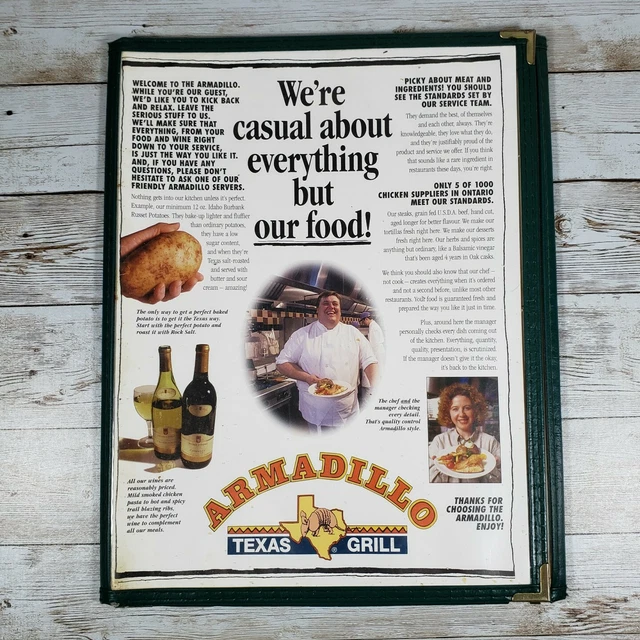 WELCOME TO THE ARMADILLO.
WHILE YOU'RE OUR GUEST,
WE'D LIKE YOU TO KICK BACK
AND RELAX. LEAVE THE
SERIOUS STUFF TO US.
WE'LL MAKE SURE THAT
EVERYTHING, FROM YOUR
FOOD AND WINE RIGHT
DOWN TO YOUR SERVICE,
IS JUST THE WAY YOU LIKE IT.
AND, IF YOU HAVE ANY
QUESTIONS, PLEASE DON'T
HESITATE TO ASK ONE OF OUR
FRIENDLY ARMADILLO SERVERS.
Nothing gets into our kitchen unless it's perfect.
Example, our minimum 12 oz. Idaho Burbank
Russet Potatoes. They bake up lighter and fluffier
than ordinary potatoes,
they have a low
sugar content,
and when they're
Texas salt-roasted
and served with
butter and sour
cream – amazing!
The only way to get a perfect baked
potato is to get it the Texas way.
Start with the perfect potato and
roast it with Rock Salt.
All our wines are
reasonably priced.
Mild smoked chicken
pasta to hot and spicy
trail blazing ribs,
we have the perfect
wine to complement
all our meals.
We're
casual about
everything
but
our food!
PICKY ABOUT MEAT AND
INGREDIENTS! YOU SHOULD
SEE THE STANDARDS SET BY
OUR SERVICE TEAM.
They demand the best, of themselves
and each other, always. They're
knowledgeable, they love what they do,
and they're justifiably proud of the
product and service we offer. If you think
that sounds like a rare ingredient in
restaurants these days, you're right.
ONLY 5 OF 1000
CHICKEN SUPPLIERS IN ONTARIO
MEET OUR STANDARDS.
Our steaks, grain fed U.S.D.A. beef, hand cut,
aged longer for better flavour. We make our
tortillas fresh right here. We make our desserts
fresh right here. Our herbs and spices are
anything but ordinary, like a Balsamic vinegar
that's been aged 4 years in Oak casks.
We think you should also know that our chef –
not cook – creates everything when it's ordered
and not a second before, unlike most other
restaurants. Your food is guaranteed fresh and
prepared the way you like it just in time.
Plus, around here the manager
personally checks every dish coming out
of the kitchen. Everything, quantity,
quality, presentation, is scrutinized.
If the manager doesn't give it the okay,
it's back to the kitchen.
The chef and the
manager checking
every detail.
That's quality control
Armadillo style.
THANKS FOR
CHOOSING THE
ARMADILLO.
ENJOY!
ARMADILLO
TEXAS GRILL